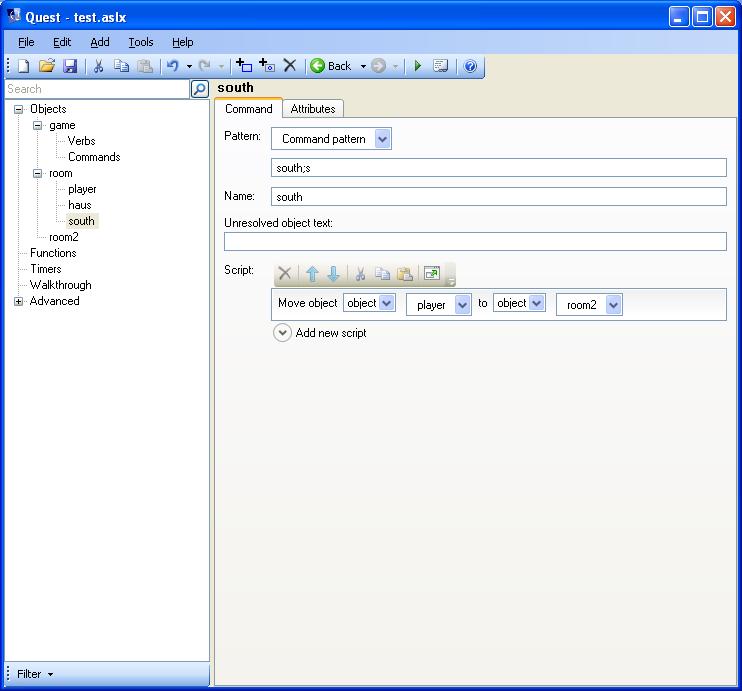 Quest - test.aslx
File Edit Add Tools Help
Back
Search
Objects
game
Verbs
Commands
room
player
haus
south
room2
Functions
Timers
Walkthrough
Advanced
Filter
south
Command Attributes
Pattern: Command pattern
south;s
Name: south
Unresolved object text:
Script:
Move object object player to object room2
Add new script